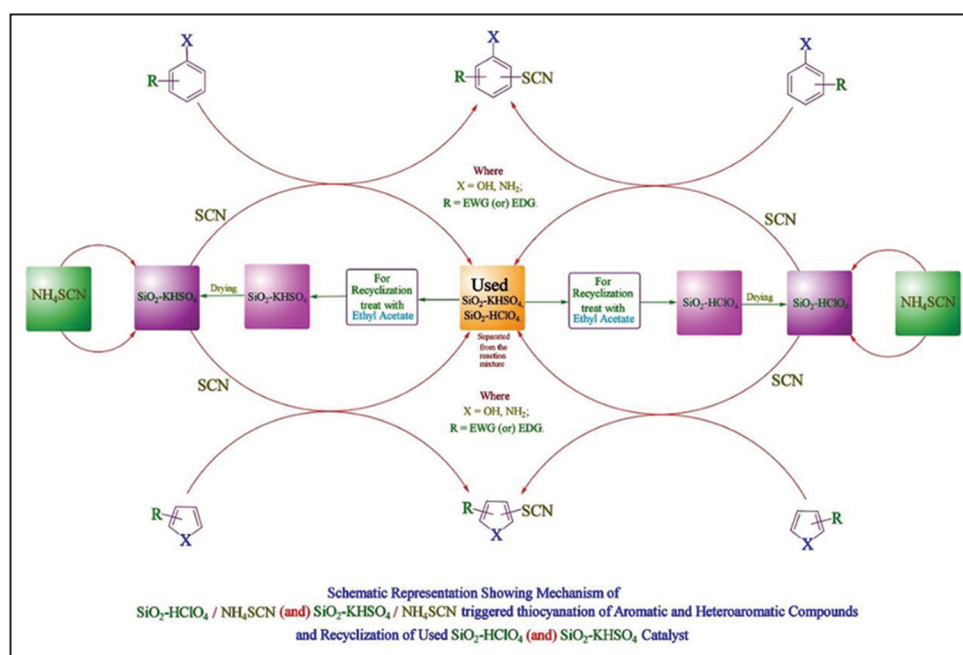 X
R
X
R
SCN
X
R
Where
X = OH, NH₂;
R = EWG (or) EDG.
SCN
SCN
NH₄SCN
SiO₂-KHSO₄
Drying
SiO₂-KHSO₄
For
Recyclization
treat with
Ethyl Acetate
Used
SiO₂-KHSO₄,
SiO₂-HClO₄
Separated
from the
reaction
mixture
For
Recyclization
treat with
Ethyl Acetate
SiO₂-HClO₄
Drying
SiO₂-HClO₄
NH₄SCN
SCN
SCN
Where
X = OH, NH₂;
R = EWG (or) EDG.
R
X
R
SCN
X
R
X
Schematic Representation Showing Mechanism of
SiO₂-HClO₄ / NH₄SCN (and) SiO₂-KHSO₄ / NH₄SCN triggered thiocyanation of Aromatic and Heteroaromatic Compounds
and Recyclization of Used SiO₂-HClO₄ (and) SiO₂-KHSO₄ Catalyst